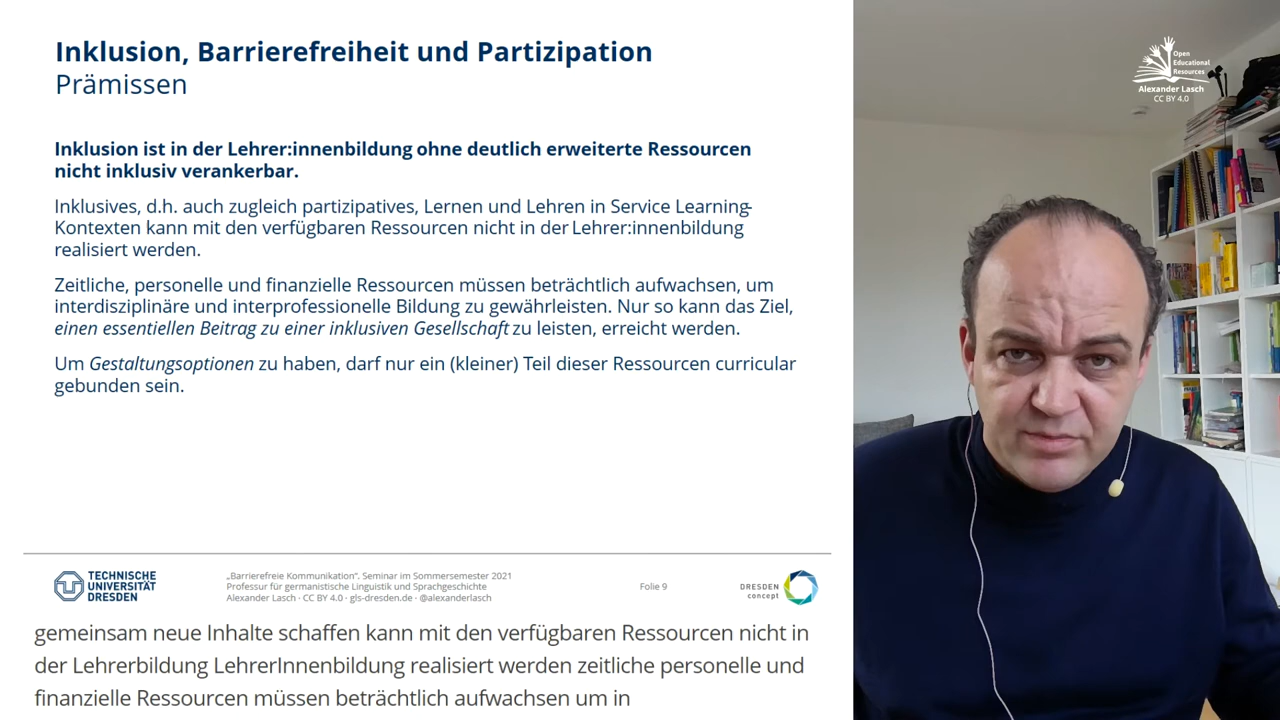 Inklusion, Barrierefreiheit und Partizipation
Prämissen
Inklusion ist in der Lehrer:innenbildung ohne deutlich erweiterte Ressourcen
nicht inklusiv verankerbar.
Inklusives, d.h. auch zugleich partizipatives, Lernen und Lehren in Service Learning-
Kontexten kann mit den verfügbaren Ressourcen nicht in der Lehrer:innenbildung
realisiert werden.
Zeitliche, personelle und finanzielle Ressourcen müssen beträchtlich aufwachsen, um
interdisziplinäre und interprofessionelle Bildung zu gewährleisten. Nur so kann das Ziel,
einen essentiellen Beitrag zu einer inklusiven Gesellschaft zu leisten, erreicht werden.
Um Gestaltungsoptionen zu haben, darf nur ein (kleiner) Teil dieser Ressourcen curricular
gebunden sein.
TECHNISCHE
UNIVERSITÄT
DRESDEN
„Barrierefreie Kommunikation". Seminar im Sommersemester 2021
Professur für germanistische Linguistik und Sprachgeschichte
Alexander Lasch · CC BY 4.0 · gls-dresden.de · @alexanderlasch
Folie 9
DRESDEN
concept
gemeinsam neue Inhalte schaffen kann mit den verfügbaren Ressourcen nicht in
der Lehrerbildung LehrerInnenbildung realisiert werden zeitliche personelle und
finanzielle Ressourcen müssen beträchtlich aufwachsen um in
Open
Educational
Resources
Alexander Lasch
CC BY 4.0